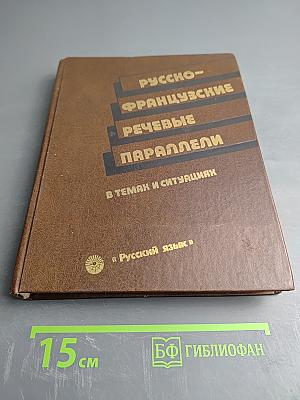 РУССКО-
ФРАНЦУЗСКИЕ
РЕЧЕВЫЕ
ПАРАЛЛЕЛИ
В ТЕМАХ И СИТУАЦИЯХ
«Русский язык»
15 см
БФ ГИБЛИОФАН